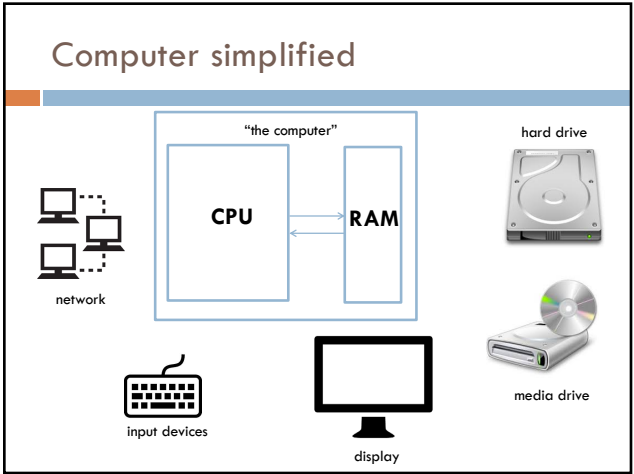 Computer simplified
“the computer”
hard drive
CPU
RAM
network
media drive
input devices
display